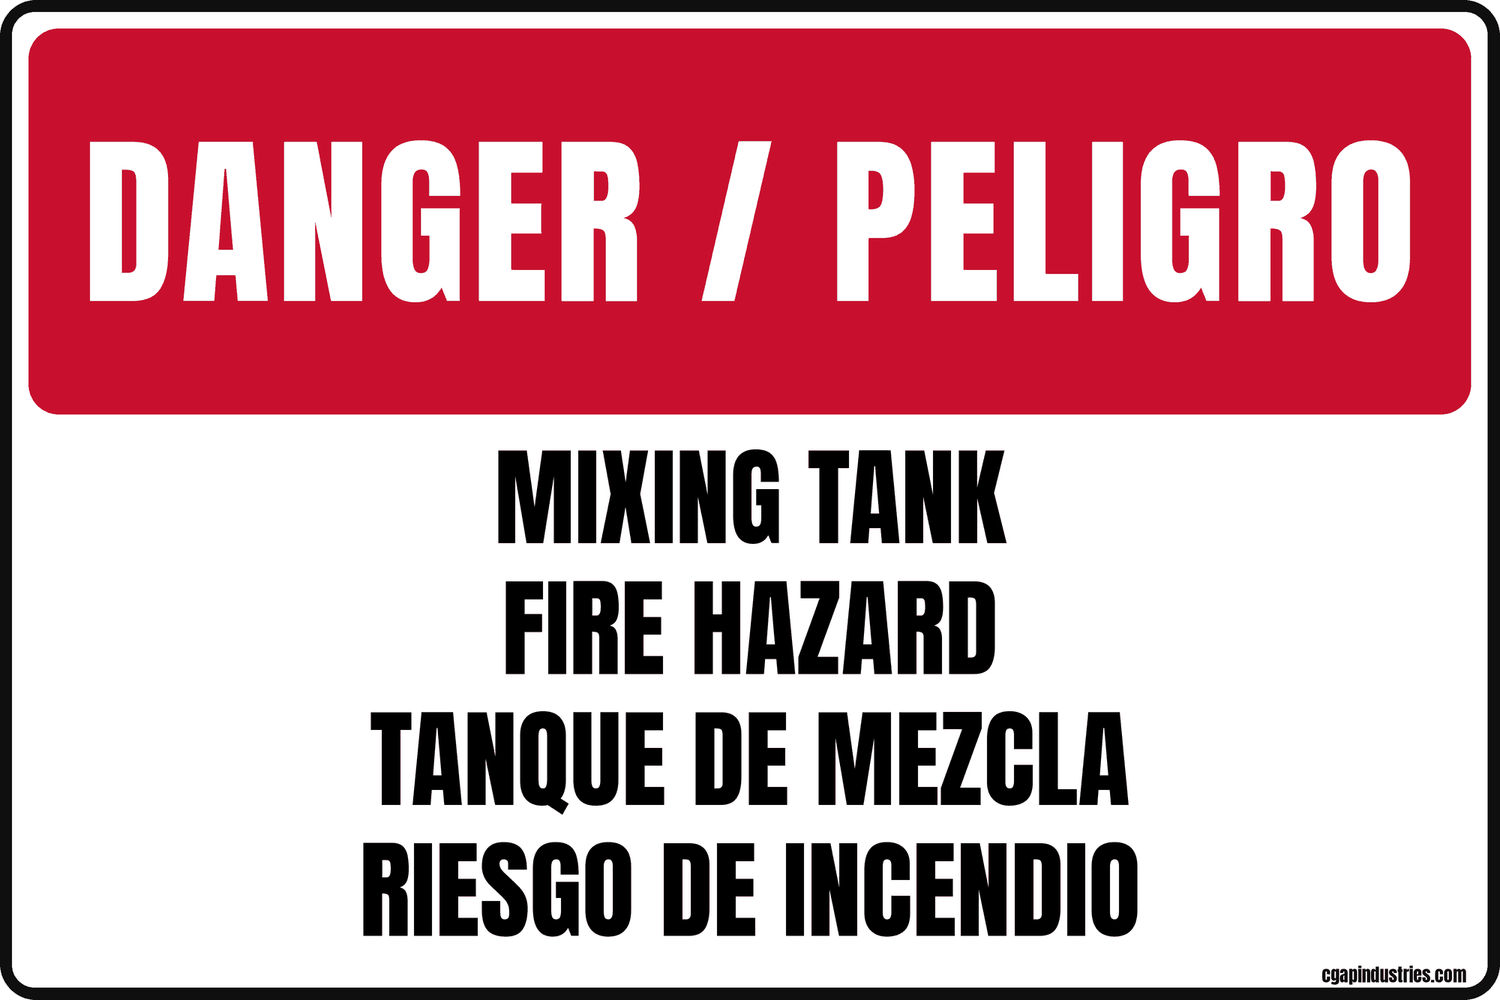 DANGER / PELIGRO
MIXING TANK
FIRE HAZARD
TANQUE DE MEZCLA
RIESGO DE INCENDIO
cgapindustries.com